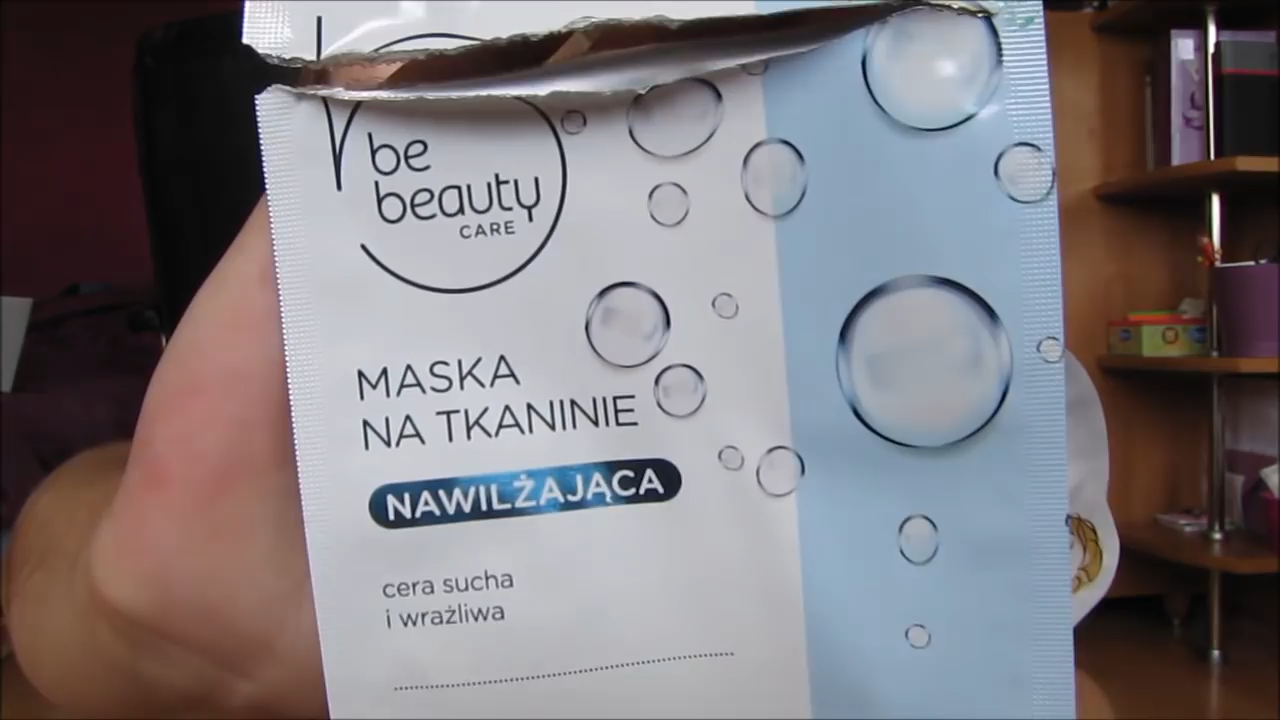 be
beauty
CARE
MASKA
NA TKANINIE
NAWILŻAJĄCA
cera sucha
i wrażliwa